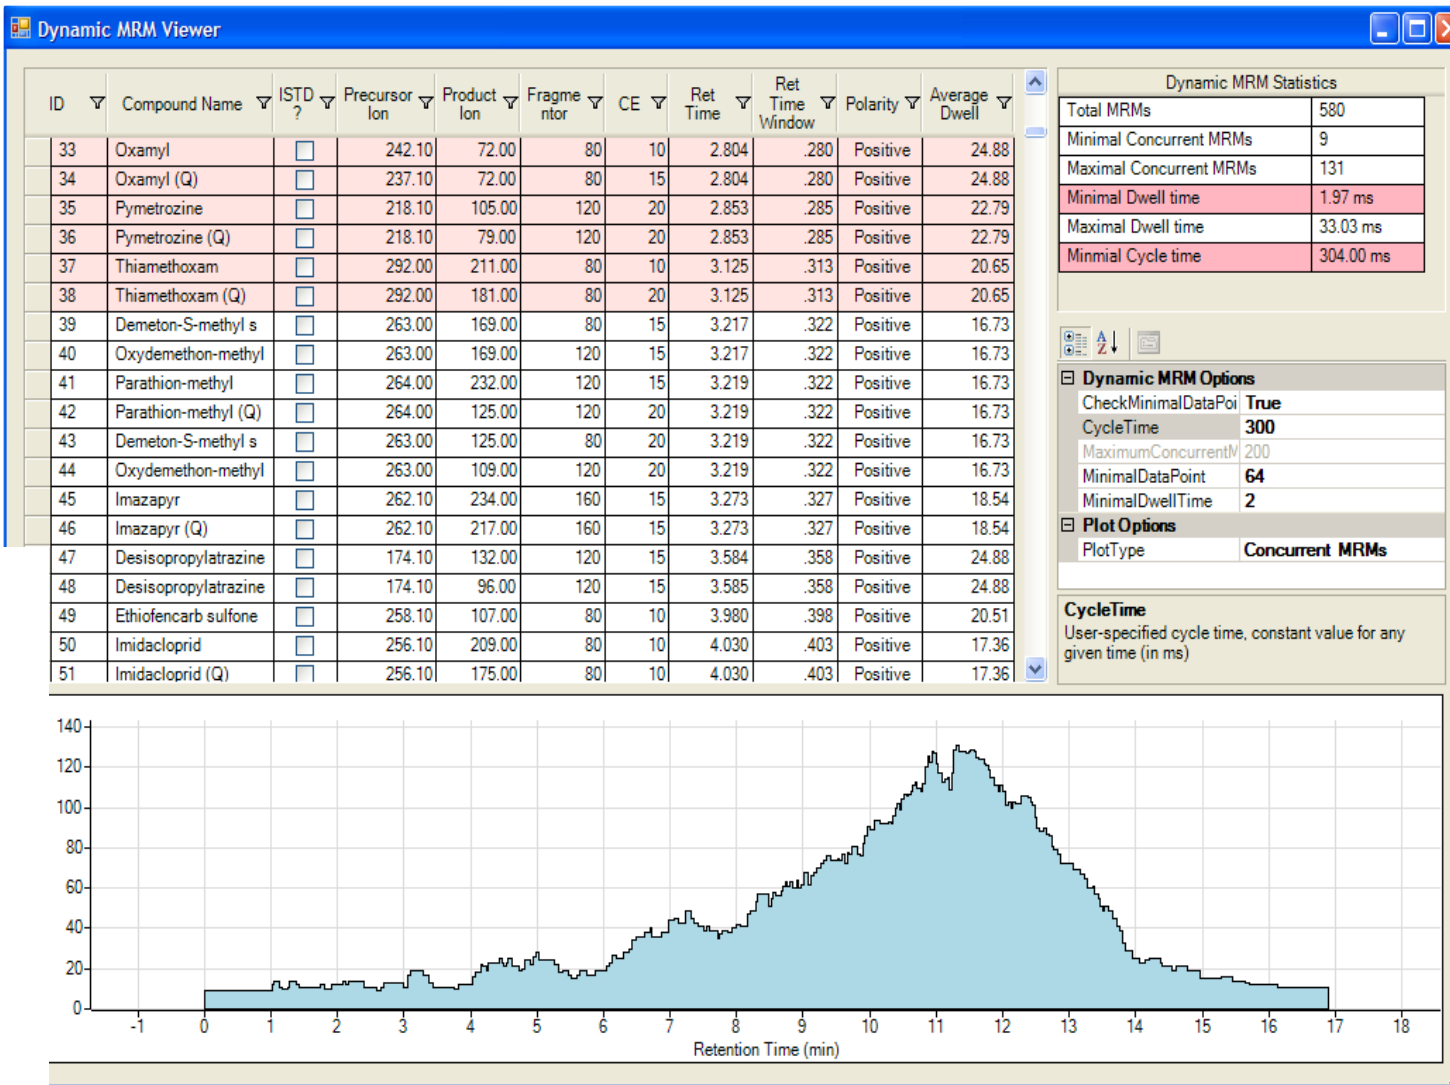 Dynamic MRM Viewer
ID Compound Name ISTD ? Precursor Ion Product Ion Fragme ntor CE Ret Time Ret Time Window Polarity Average Dwell
33 Oxamyl 242.10 72.00 80 10 2.804 .280 Positive 24.88
34 Oxamyl (Q) 237.10 72.00 80 15 2.804 .280 Positive 24.88
35 Pymetrozine 218.10 105.00 120 20 2.853 .285 Positive 22.79
36 Pymetrozine (Q) 218.10 79.00 120 20 2.853 .285 Positive 22.79
37 Thiamethoxam 292.00 211.00 80 10 3.125 .313 Positive 20.65
38 Thiamethoxam (Q) 292.00 181.00 80 20 3.125 .313 Positive 20.65
39 Demeton-S-methyl s 263.00 169.00 80 15 3.217 .322 Positive 16.73
40 Oxydemethon-methyl 263.00 169.00 120 15 3.217 .322 Positive 16.73
41 Parathion-methyl 264.00 232.00 120 15 3.219 .322 Positive 16.73
42 Parathion-methyl (Q) 264.00 125.00 120 20 3.219 .322 Positive 16.73
43 Demeton-S-methyl s 263.00 125.00 80 20 3.219 .322 Positive 16.73
44 Oxydemethon-methyl 263.00 109.00 120 20 3.219 .322 Positive 16.73
45 Imazapyr 262.10 234.00 160 15 3.273 .327 Positive 18.54
46 Imazapyr (Q) 262.10 217.00 160 15 3.273 .327 Positive 18.54
47 Desisopropylatrazine 174.10 132.00 120 15 3.584 .358 Positive 24.88
48 Desisopropylatrazine 174.10 96.00 120 15 3.585 .358 Positive 24.88
49 Ethiofencarb sulfone 258.10 107.00 80 10 3.980 .398 Positive 20.51
50 Imidacloprid 256.10 209.00 80 10 4.030 .403 Positive 17.36
51 Imidacloprid (Q) 256.10 175.00 80 10 4.030 .403 Positive 17.36
Dynamic MRM Statistics
Total MRMs 580
Minimal Concurrent MRMs 9
Maximal Concurrent MRMs 131
Minimal Dwell time 1.97 ms
Maximal Dwell time 33.03 ms
Minmial Cycle time 304.00 ms
A
Z
Dynamic MRM Options
CheckMinimalDataPoi True
CycleTime 300
MaximumConcurrentM 200
MinimalDataPoint 64
MinimalDwellTime 2
Plot Options
PlotType Concurrent MRMs
CycleTime
User-specified cycle time, constant value for any
given time (in ms)
140
120
100
80
60
40
20
0
-1 0 1 2 3 4 5 6 7 8 9 10 11 12 13 14 15 16 17 18
Retention Time (min)